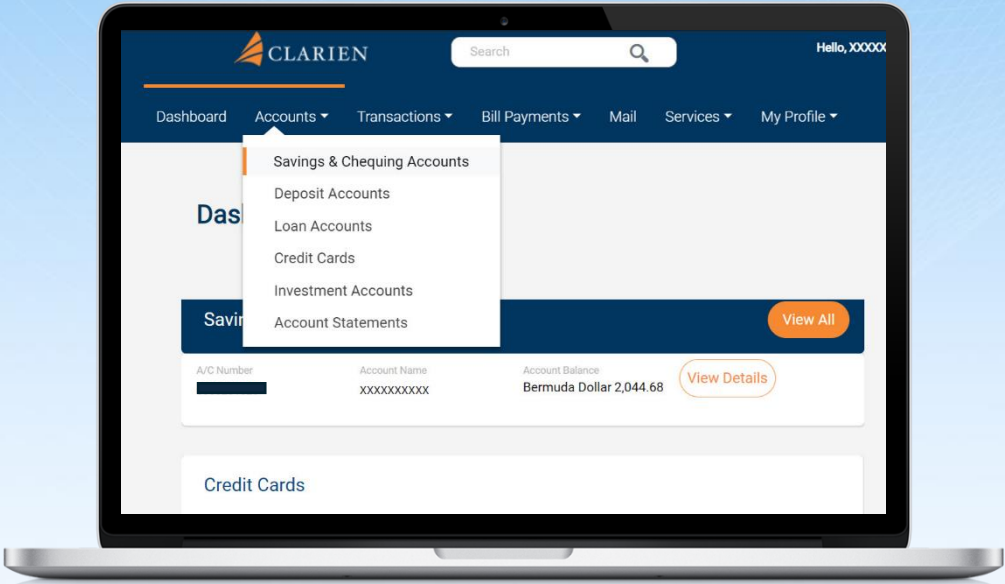 CLARIEN
Search
Hello, XXXXX
Dashboard Accounts Transactions Bill Payments Mail Services My Profile
Savings & Chequing Accounts
Deposit Accounts
Loan Accounts
Credit Cards
Investment Accounts
Account Statements
View All
A/C Number Account Name Account Balance
xxxxxxxxxx Bermuda Dollar 2,044.68 View Details
Credit Cards